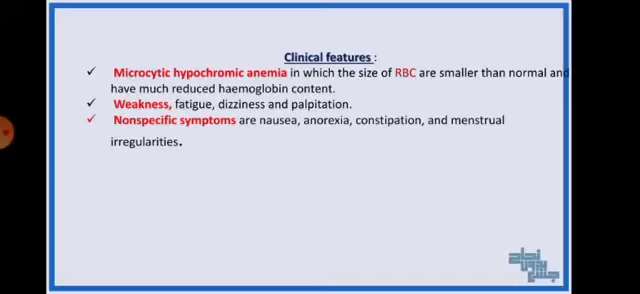 Clinical features :
✓ Microcytic hypochromic anemia in which the size of RBC are smaller than normal and
have much reduced haemoglobin content.
✓ Weakness, fatigue, dizziness and palpitation.
✓ Nonspecific symptoms are nausea, anorexia, constipation, and menstrual
irregularities.